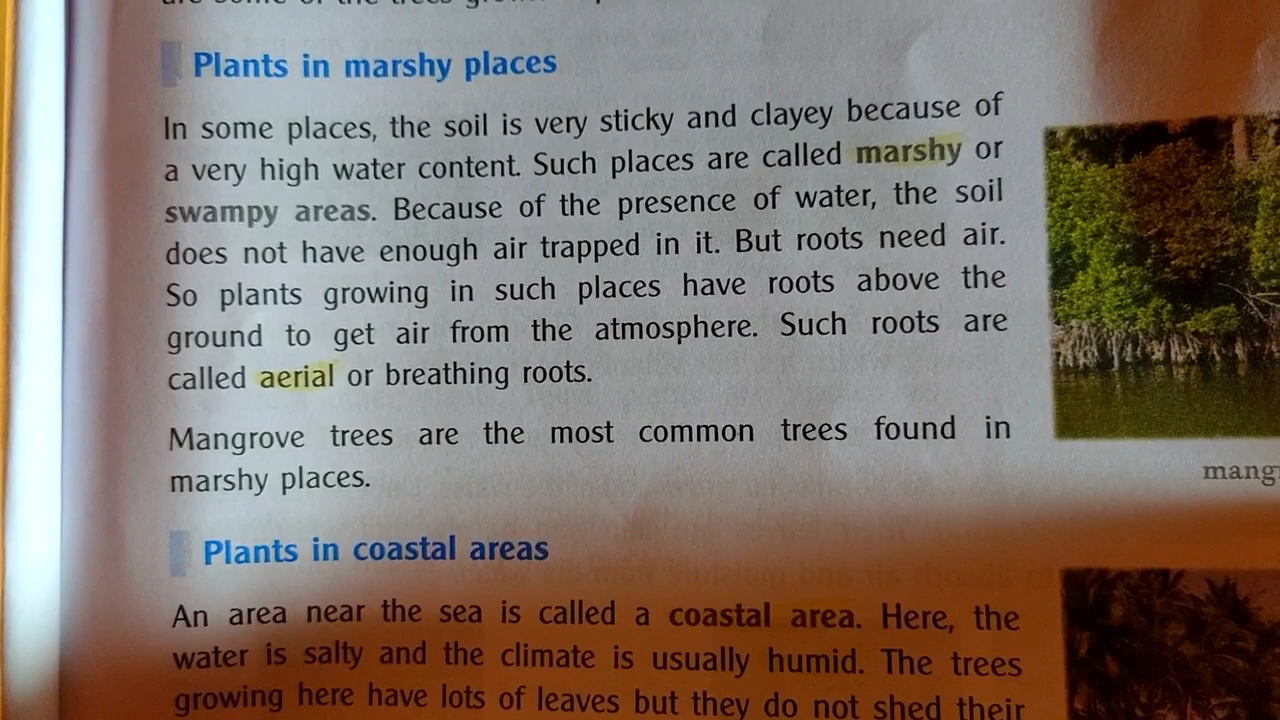 Plants in marshy places
In some places, the soil is very sticky and clayey because of
a very high water content. Such places are called marshy or
swampy areas. Because of the presence of water, the soil
does not have enough air trapped in it. But roots need air.
So plants growing in such places have roots above the
ground to get air from the atmosphere. Such roots are
called aerial or breathing roots.
Mangrove trees are the most common trees found in
marshy places.
Plants in coastal areas
An area near the sea is called a coastal area. Here, the
water is salty and the climate is usually humid. The trees
growing here have lots of leaves but they do not shed their